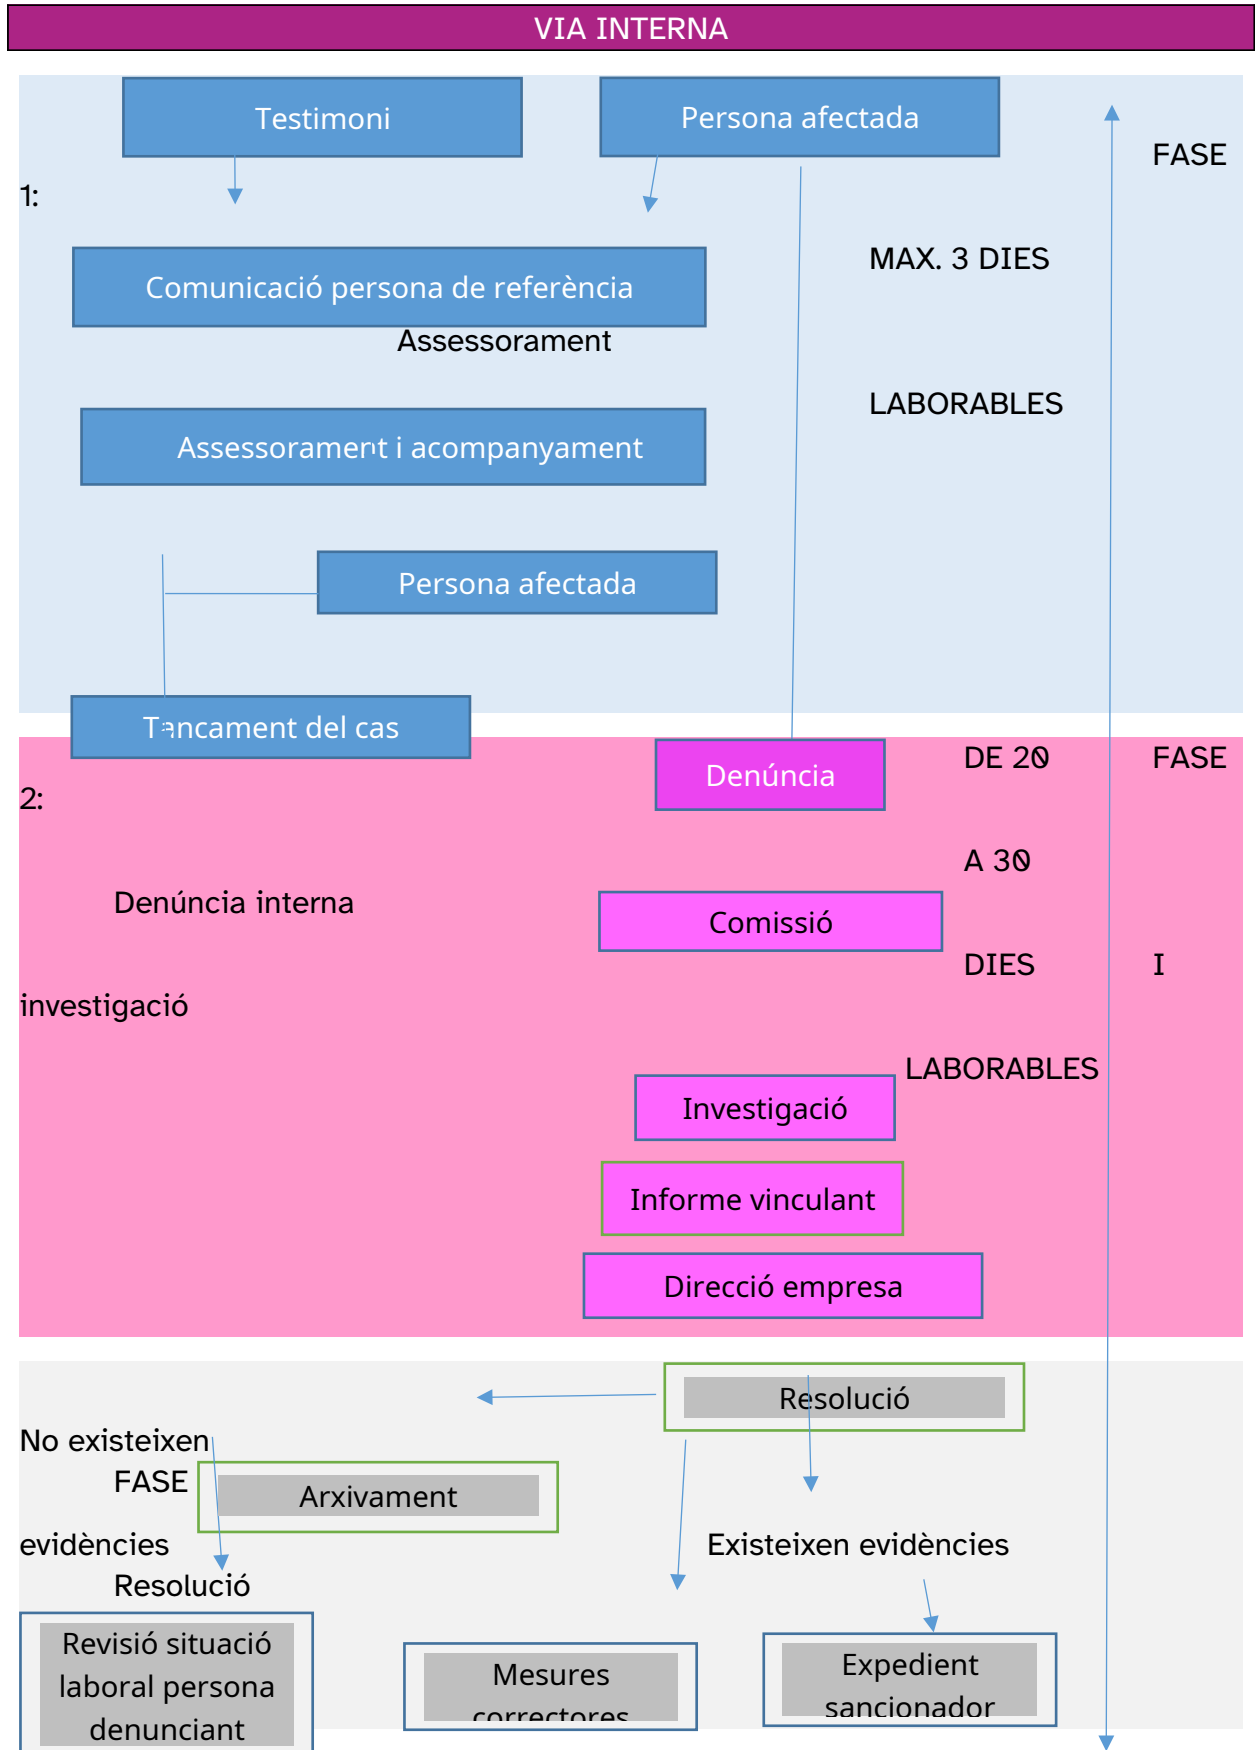 VIA INTERNA
Testimoni
Persona afectada
FASE
1:
MAX. 3 DIES
Comunicació persona de referència
Assessorament
LABORABLES
Assessorament i acompanyament
Persona afectada
Tancament del cas
DE 20
FASE
Denúncia
2:
A 30
Denúncia interna
Comissió
DIES
I
investigació
LABORABLES
Investigació
Informe vinculant
Direcció empresa
Resolució
No existeixen
FASE
Arxivament
evidències
Existeixen evidències
Resolució
Revisió situació
laboral persona
denunciant
Mesures
correctores
Expedient
sancionador